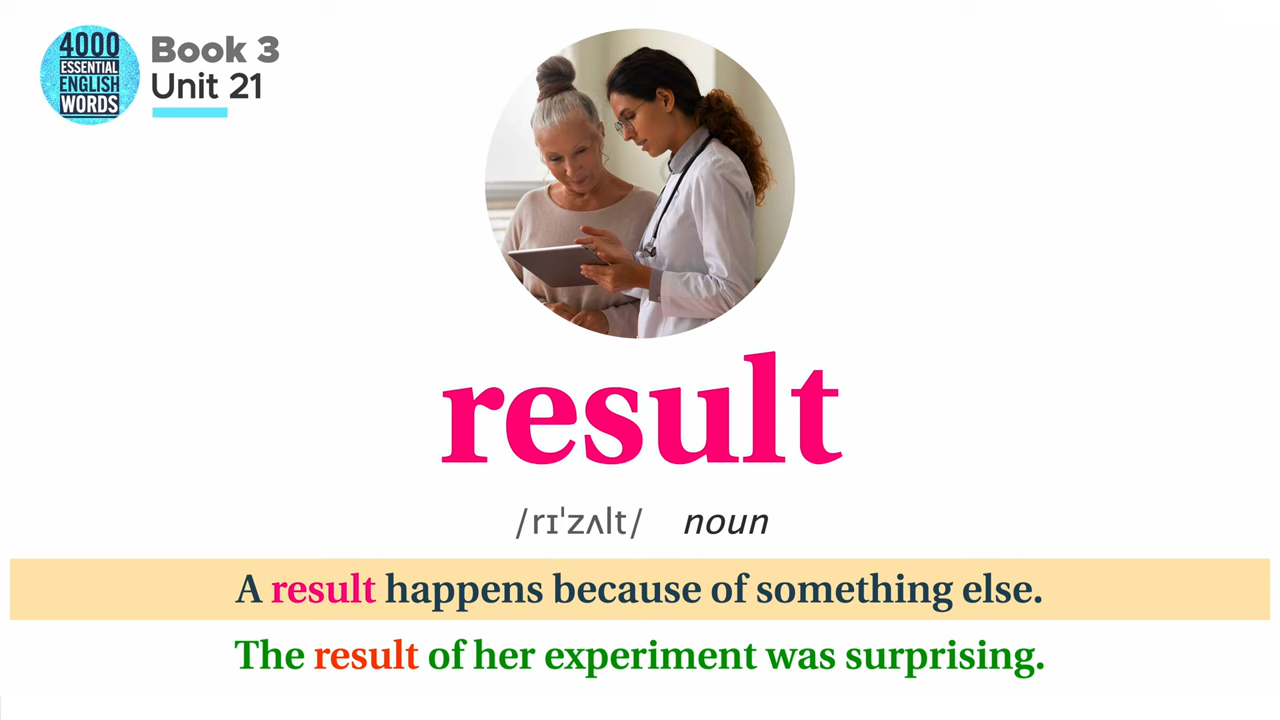 4000
ESSENTIAL
ENGLISH
WORDS
Book 3
Unit 21
result
/rɪˈzʌlt/ noun
A result happens because of something else.
The result of her experiment was surprising.